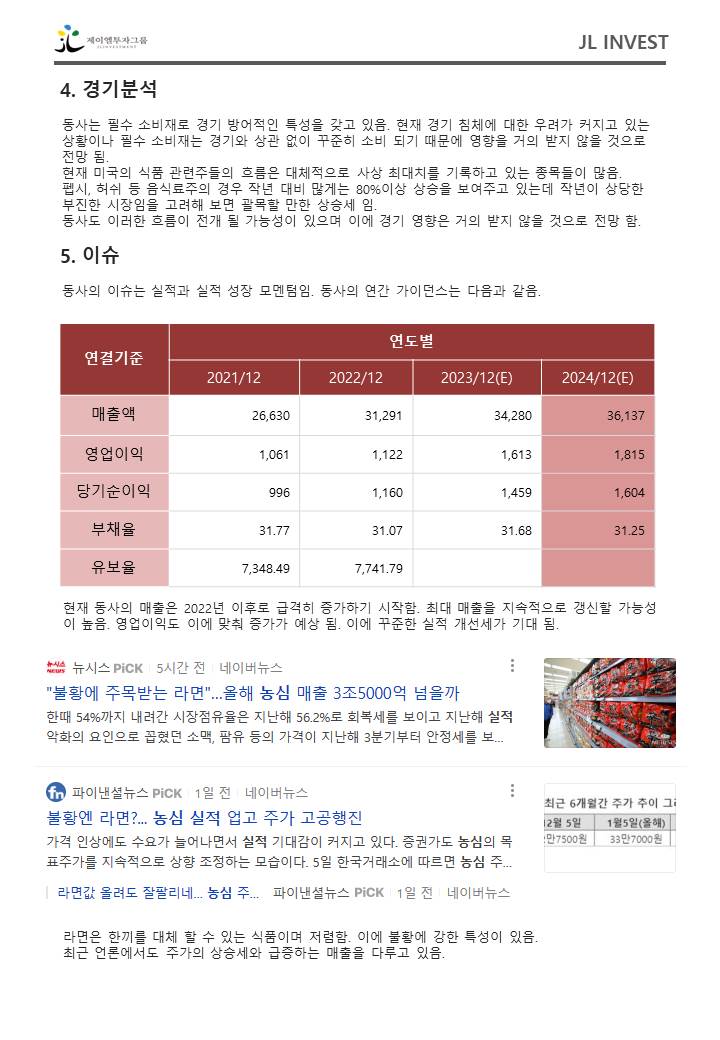 제이엘투자그룹
JLINVESTMENT
JL INVEST
4. 경기분석
동사는 필수 소비재로 경기 방어적인 특성을 갖고 있음. 현재 경기 침체에 대한 우려가 커지고 있는
상황이나 필수 소비재는 경기와 상관 없이 꾸준히 소비 되기 때문에 영향을 거의 받지 않을 것으로
전망 됨.
현재 미국의 식품 관련주들의 흐름은 대체적으로 사상 최대치를 기록하고 있는 종목들이 많음.
펩시, 허쉬 등 음식료주의 경우 작년 대비 많게는 80%이상 상승을 보여주고 있는데 작년이 상당한
부진한 시장임을 고려해 보면 괄목할 만한 상승세 임.
동사도 이러한 흐름이 전개 될 가능성이 있으며 이에 경기 영향은 거의 받지 않을 것으로 전망 함.
5. 이슈
동사의 이슈는 실적과 실적 성장 모멘텀임. 동사의 연간 가이던스는 다음과 같음.
연결기준 연도별
2021/12 2022/12 2023/12(E) 2024/12(E)
매출액 26,630 31,291 34,280 36,137
영업이익 1,061 1,122 1,613 1,815
당기순이익 996 1,160 1,459 1,604
부채율 31.77 31.07 31.68 31.25
유보율 7,348.49 7,741.79
현재 동사의 매출은 2022년 이후로 급격히 증가하기 시작함. 최대 매출을 지속적으로 갱신할 가능성
이 높음. 영업이익도 이에 맞춰 증가가 예상 됨. 이에 꾸준한 실적 개선세가 기대 됨.
뉴시스 NEWS 뉴시스 PiCK 5시간 전 네이버뉴스
"불황에 주목받는 라면"...올해 농심 매출 3조5000억 넘을까
한때 54%까지 내려간 시장점유율은 지난해 56.2%로 회복세를 보이고 지난해 실적
악화의 요인으로 꼽혔던 소맥, 팜유 등의 가격이 지난해 3분기부터 안정세를 보...
fn 파이낸셜뉴스 PiCK 1일 전 네이버뉴스
불황엔 라면?... 농심 실적 업고 주가 고공행진
가격 인상에도 수요가 늘어나면서 실적 기대감이 커지고 있다. 증권가도 농심의 목
표주가를 지속적으로 상향 조정하는 모습이다. 5일 한국거래소에 따르면 농심 주...
최근 6개월간 주가 추이
12월 5일 1월5일(올해)
만7500원 33만7000원
라면값 올려도 잘팔리네... 농심 주... 파이낸셜뉴스 PiCK 1일 전 네이버뉴스
라면은 한끼를 대체 할 수 있는 식품이며 저렴함. 이에 불황에 강한 특성이 있음.
최근 언론에서도 주가의 상승세와 급증하는 매출을 다루고 있음.